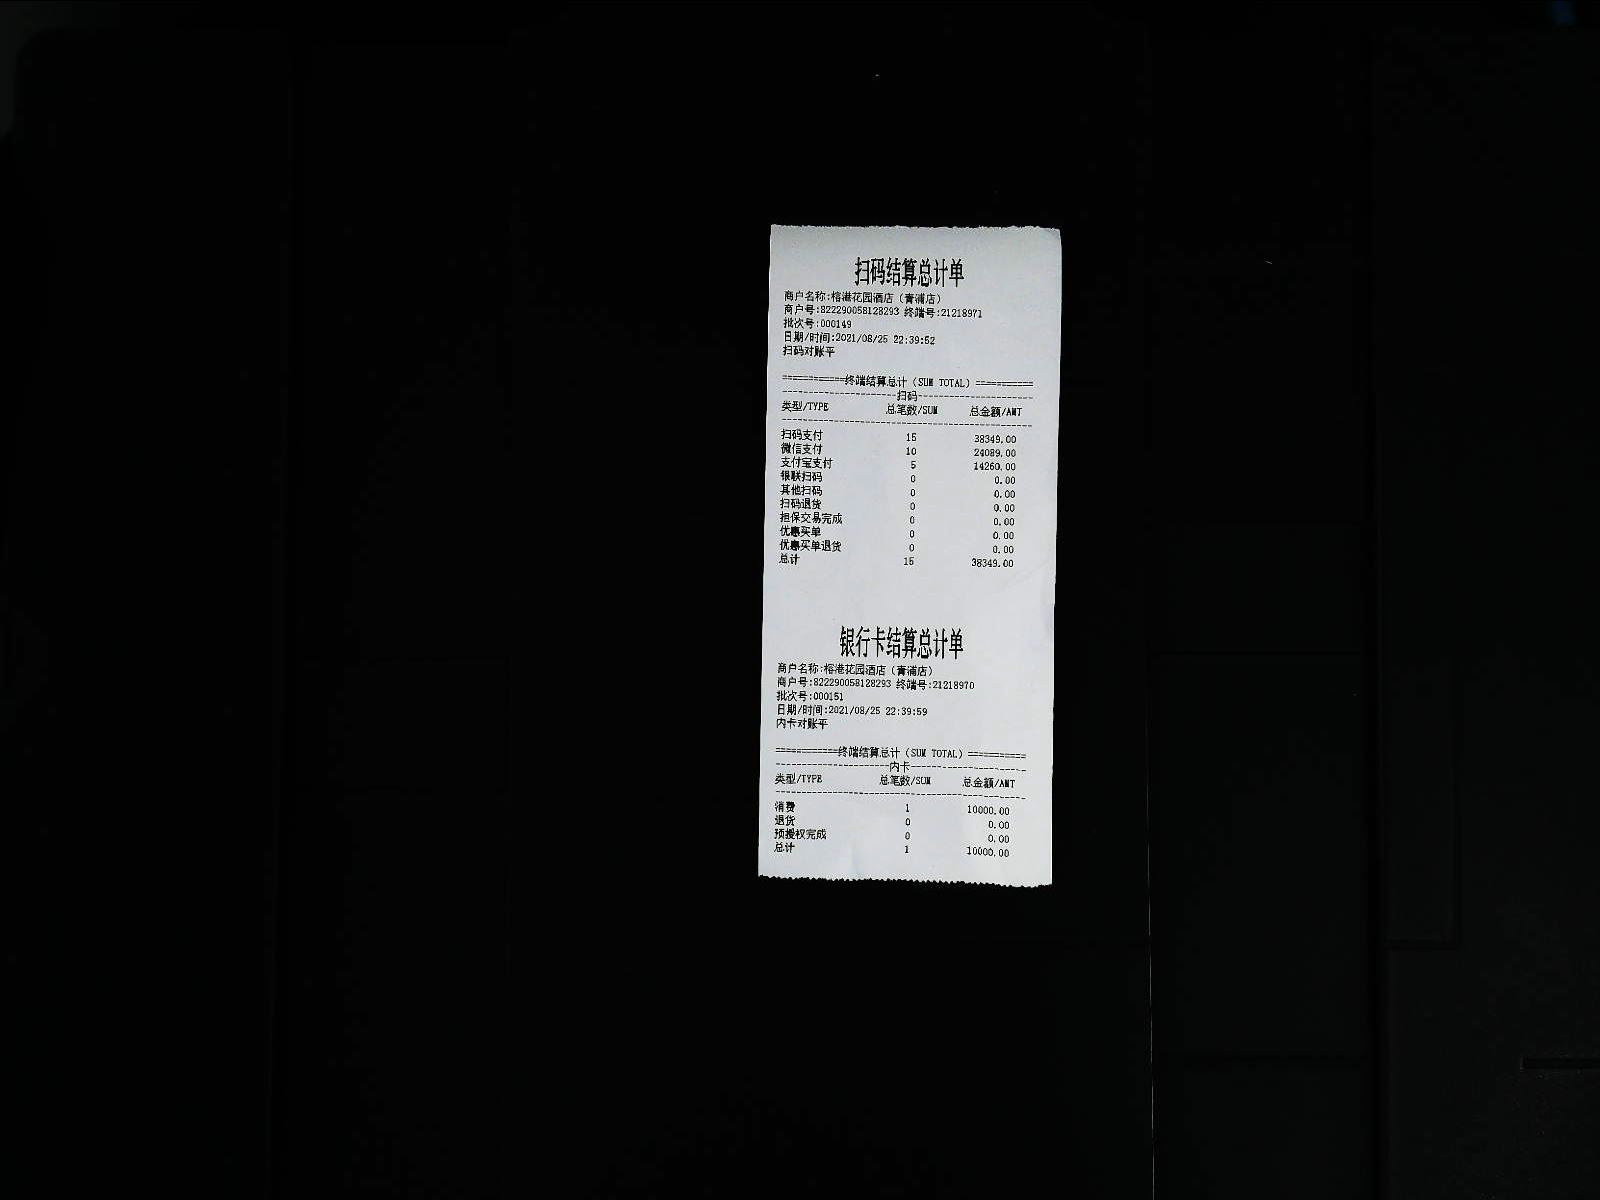 扫码结算总计单
商户名称:榕港花园酒店（青浦店）
商户号:822290058128293 终端号:21218971
批次号:000149
日期/时间:2021/08/25 22:39:52
扫码对账平
============终端结算总计（SUM TOTAL）===========
----------------------扫码----------------------
类型/TYPE 总笔数/SUM 总金额/AMT
------------------------------------------------
扫码支付 15 38349.00
微信支付 10 24089.00
支付宝支付 5 14260.00
银联扫码 0 0.00
其他扫码 0 0.00
扫码退货 0 0.00
担保交易完成 0 0.00
优惠买单 0 0.00
优惠买单退货 0 0.00
总计 15 38349.00
银行卡结算总计单
商户名称:榕港花园酒店（青浦店）
商户号:822290058128293 终端号:21218970
批次号:000151
日期/时间:2021/08/25 22:39:59
内卡对账平
============终端结算总计（SUM TOTAL）===========
----------------------内卡----------------------
类型/TYPE 总笔数/SUM 总金额/AMT
------------------------------------------------
消费 1 10000.00
退货 0 0.00
预授权完成 0 0.00
总计 1 10000.00